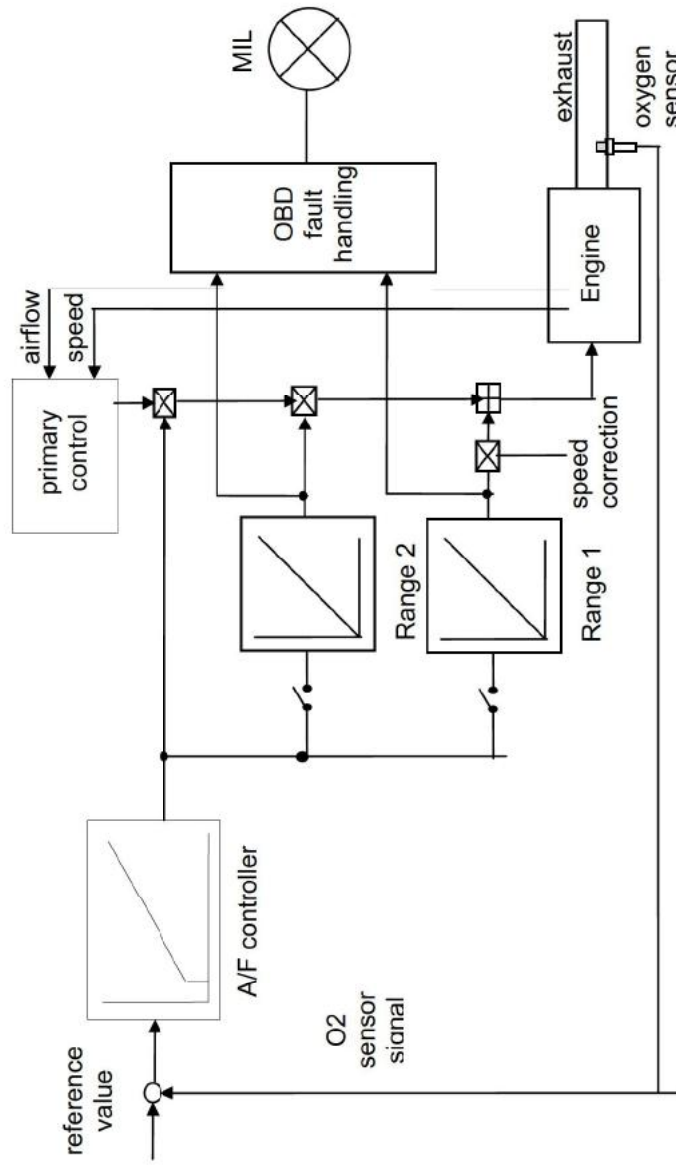 reference
value
A/F controller
O2
sensor
signal
primary
control
airflow
speed
Range 2
Range 1
speed
correction
OBD
fault
handling
MIL
Engine
exhaust
oxygen
sensor